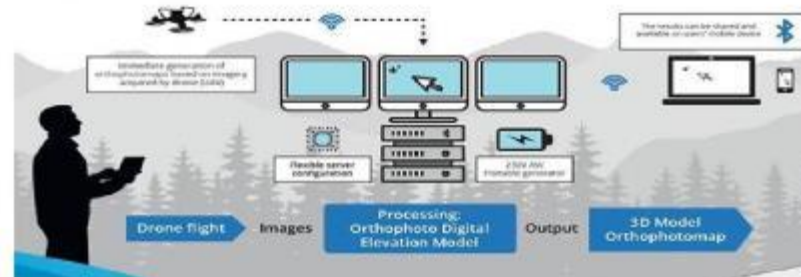 The results can be shared and
available on users' mobile device
Immediate generation of
orthophotomaps based on imagery
acquired by drone (UAV)
Flexible server
configuration
230V
Portable generator
Drone flight
Images
Processing:
Orthophoto Digital
Elevation Model
Output
3D Model
Orthophotomap